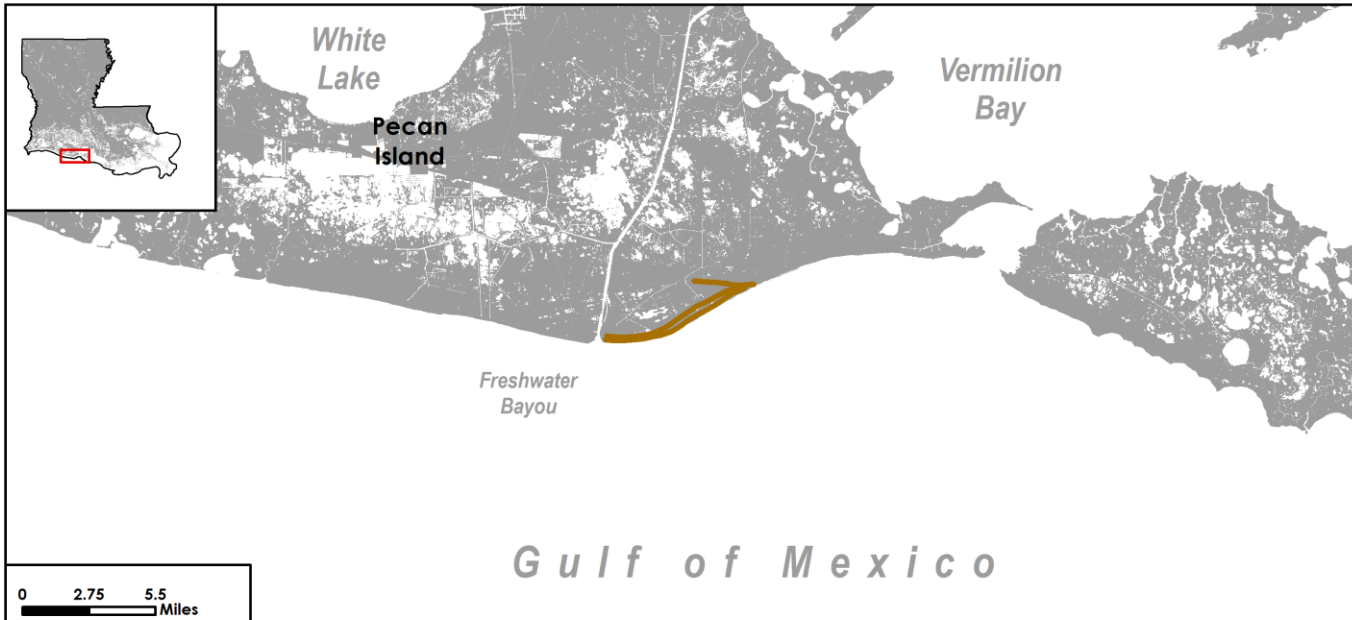 White
Lake
Vermilion
Bay
Pecan
Island
Freshwater
Bayou
Gulf of Mexico
0 2.75 5.5
Miles